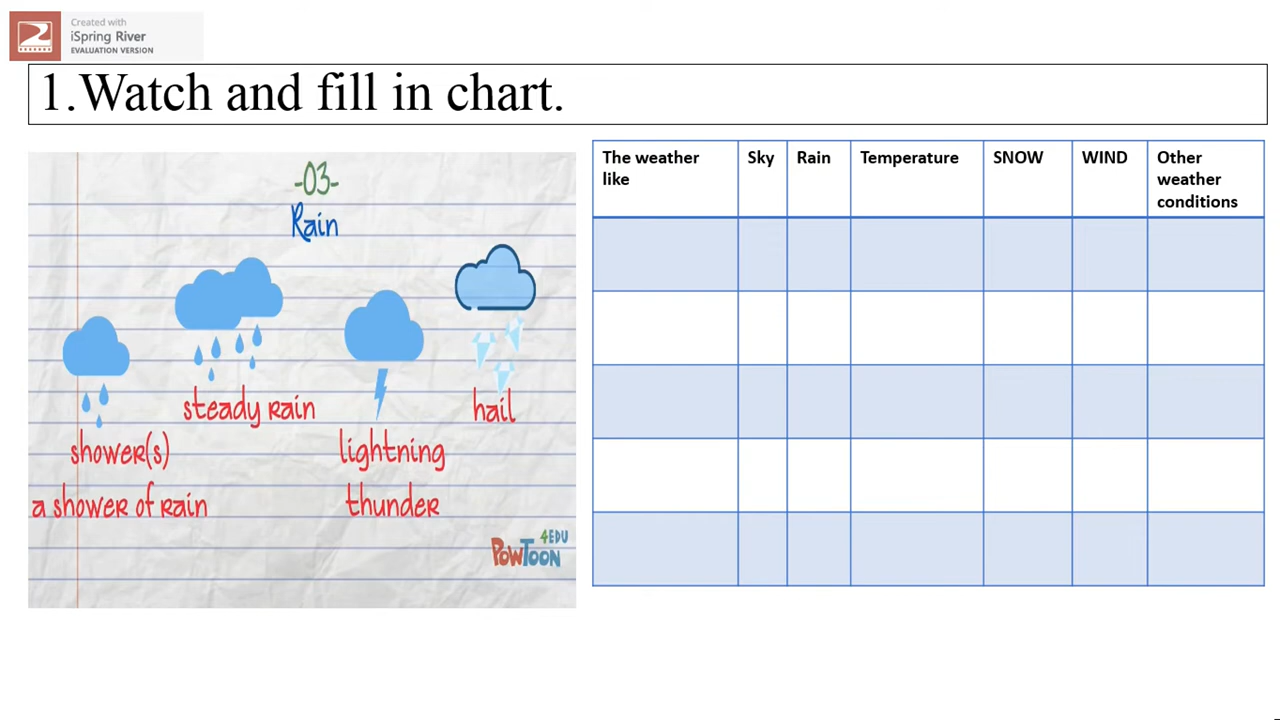 Created with
iSpring River
EVALUATION VERSION
1.Watch and fill in chart.
-03-
Rain
shower(s)
a shower of rain
steady rain
lightning
thunder
hail
4EDU
PowToon
The weather
like
Sky
Rain
Temperature
SNOW
WIND
Other
weather
conditions